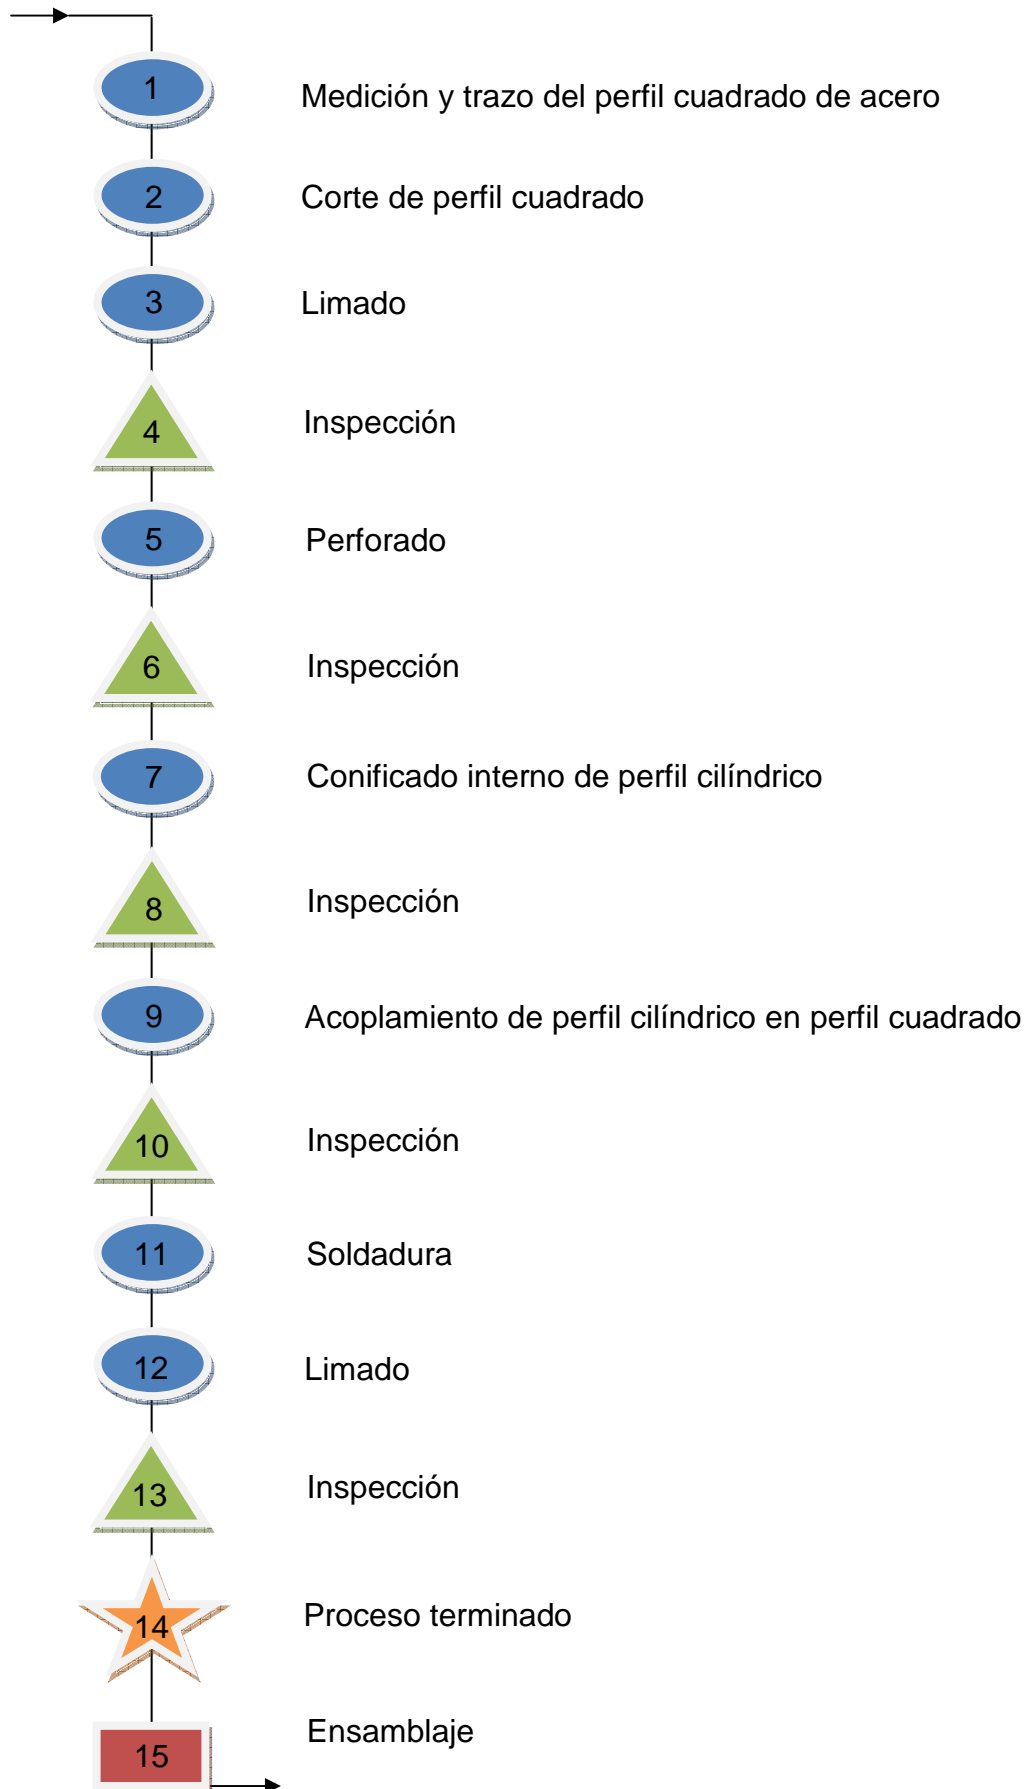 1 Medición y trazo del perfil cuadrado de acero
2 Corte de perfil cuadrado
3 Limado
4 Inspección
5 Perforado
6 Inspección
7 Conificado interno de perfil cilíndrico
8 Inspección
9 Acoplamiento de perfil cilíndrico en perfil cuadrado
10 Inspección
11 Soldadura
12 Limado
13 Inspección
14 Proceso terminado
15 Ensamblaje